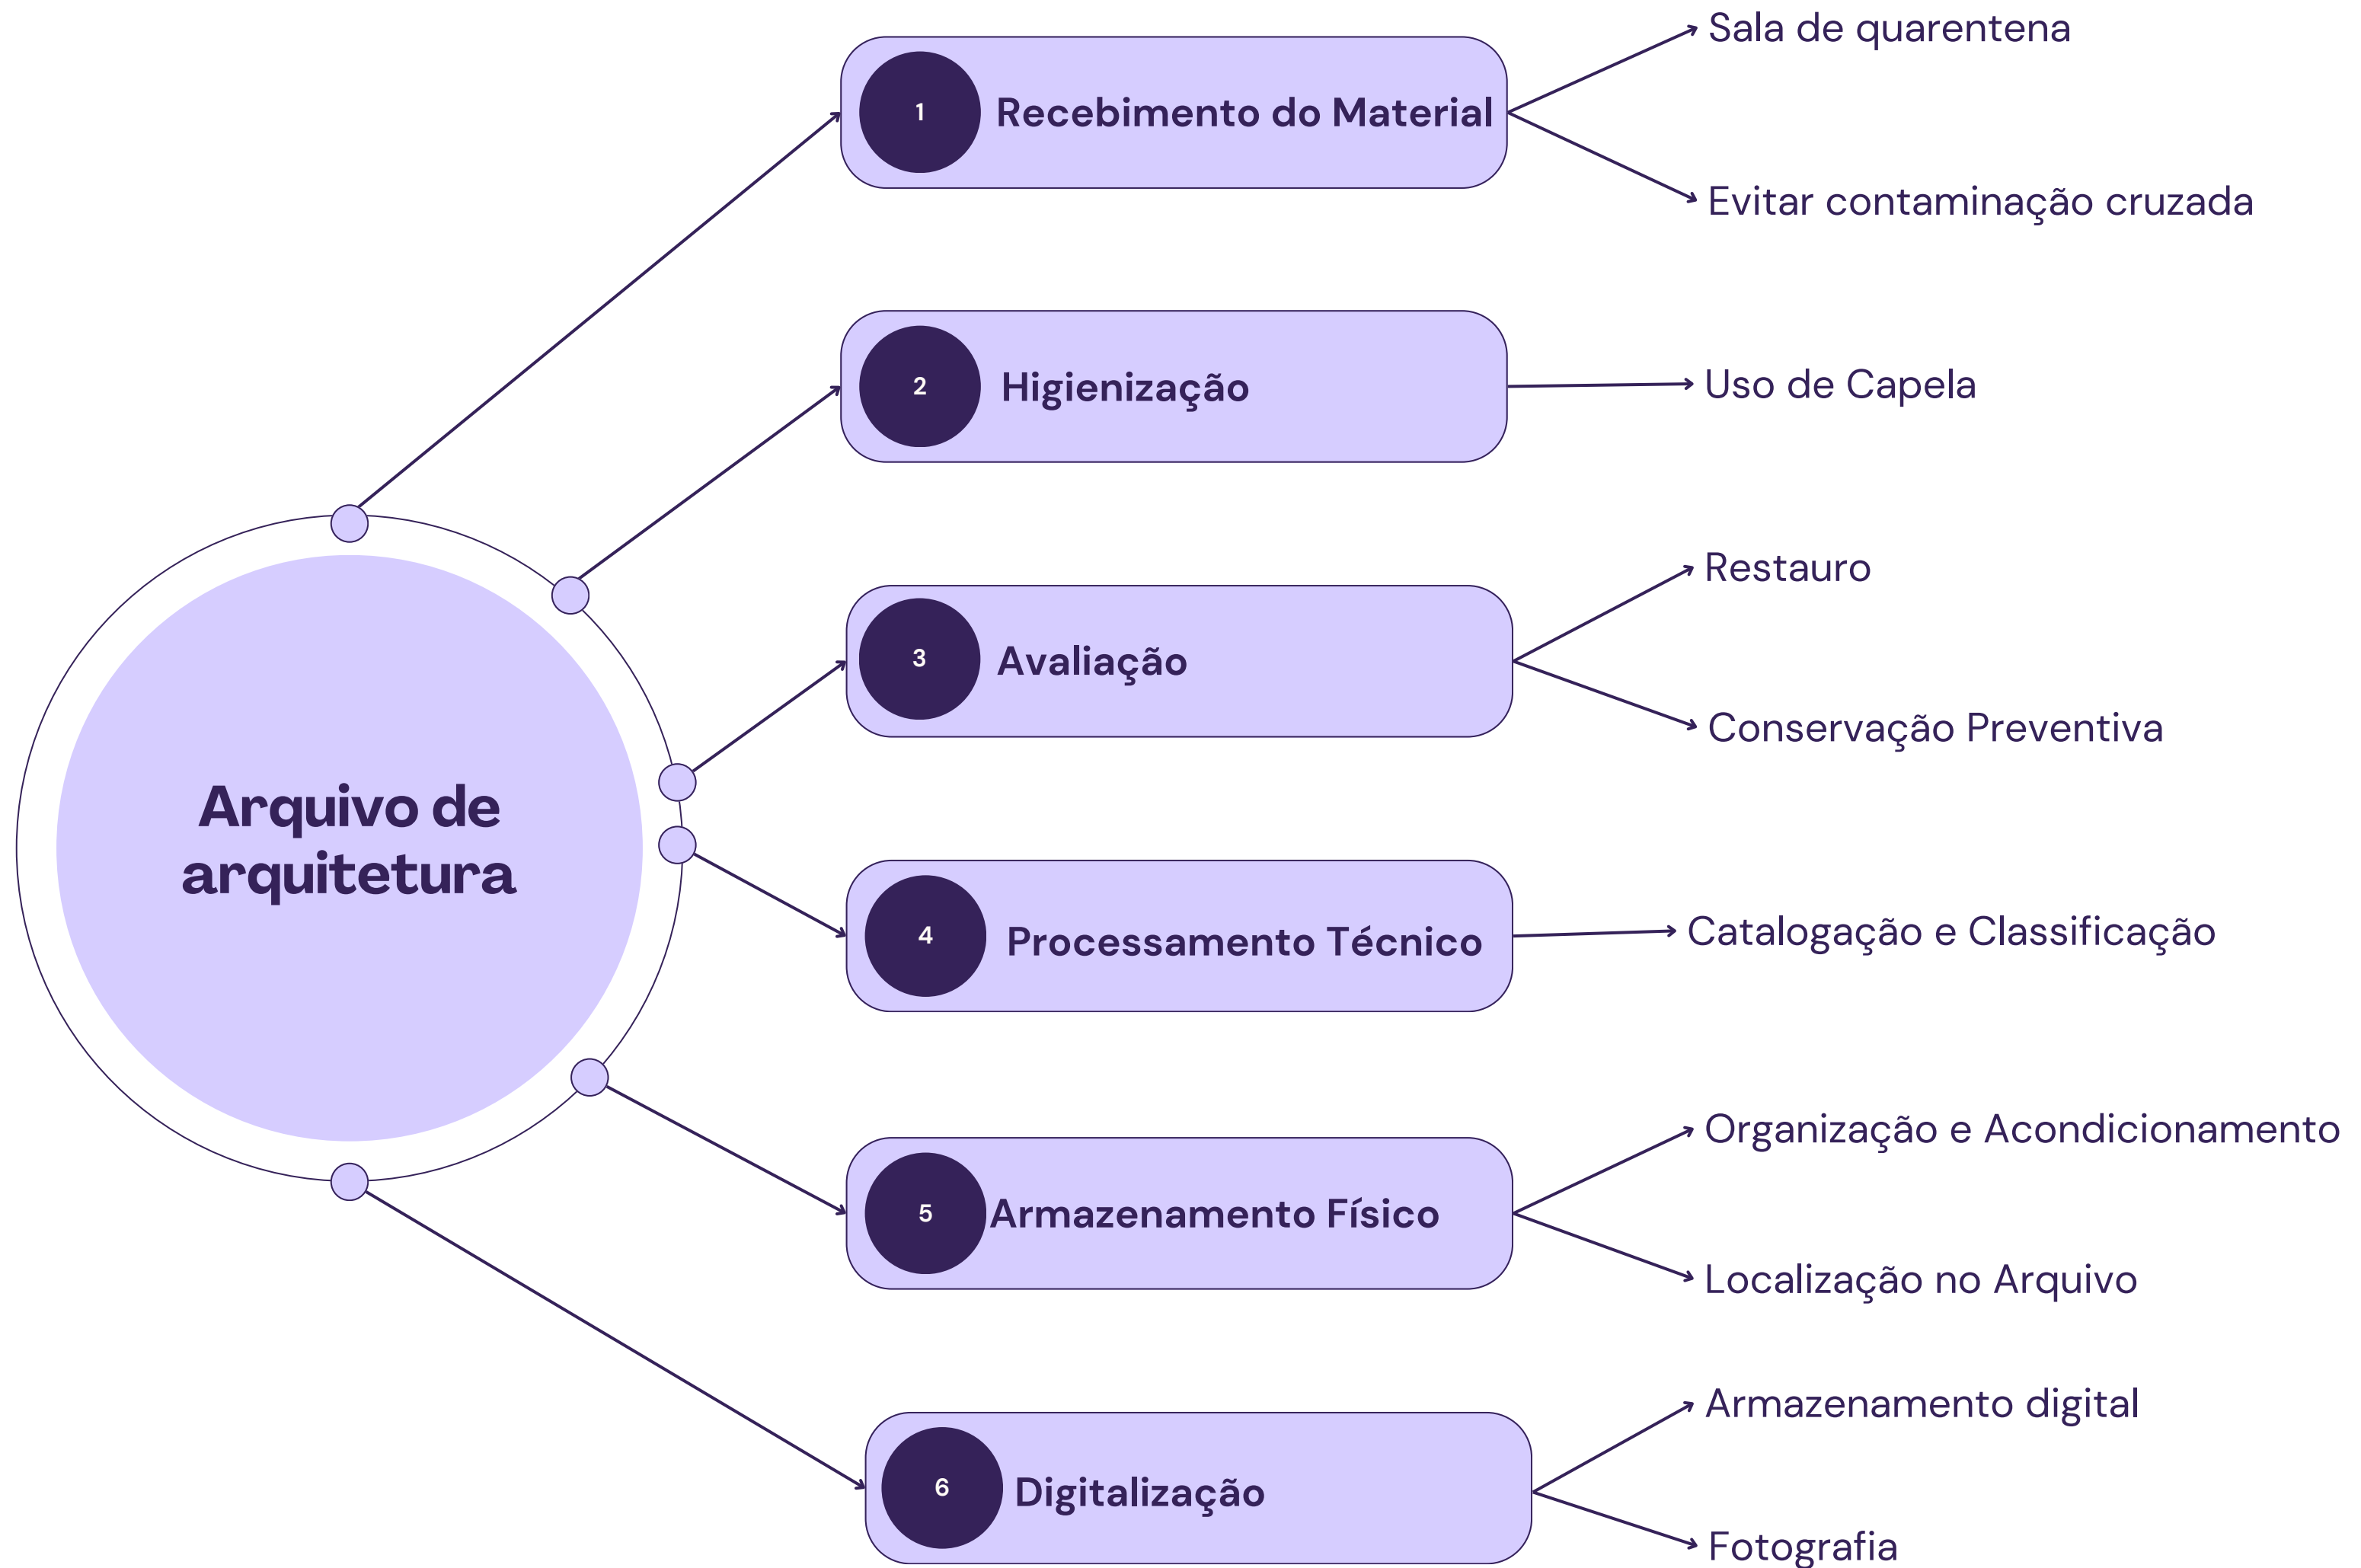 Arquivo de
arquitetura
1
Recebimento do Material
Sala de quarentena
Evitar contaminação cruzada
2
Higienização
Uso de Capela
3
Avaliação
Restauro
Conservação Preventiva
4
Processamento Técnico
Catalogação e Classificação
5
Armazenamento Físico
Organização e Acondicionamento
Localização no Arquivo
6
Digitalização
Armazenamento digital
Fotografia